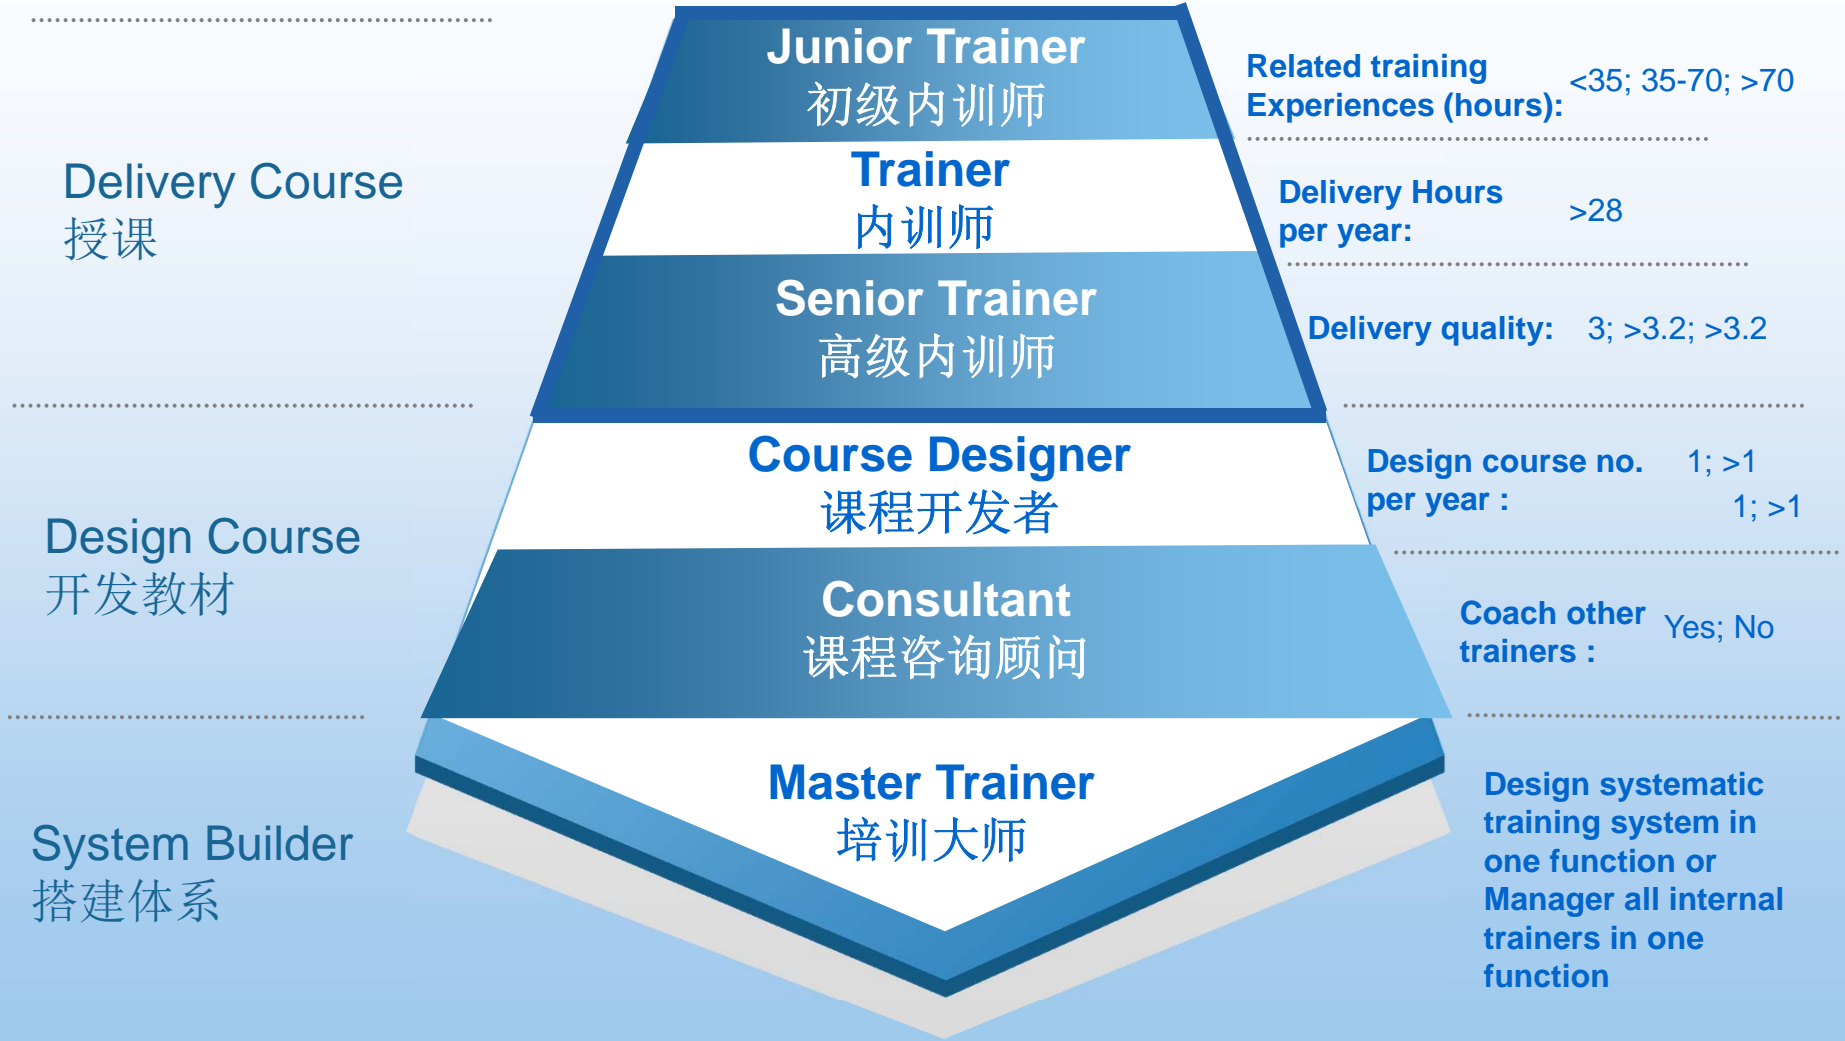 Junior Trainer
初级内训师
Related training
Experiences (hours):
<35; 35-70; >70
Delivery Course
授课
Trainer
内训师
Delivery Hours
per year:
>28
Senior Trainer
高级内训师
Delivery quality:
3; >3.2; >3.2
Design Course
开发教材
Course Designer
课程开发者
Design course no.
per year :
1; >1
1; >1
Consultant
课程咨询顾问
Coach other
trainers :
Yes; No
System Builder
搭建体系
Master Trainer
培训大师
Design systematic
training system in
one function or
Manager all internal
trainers in one
function